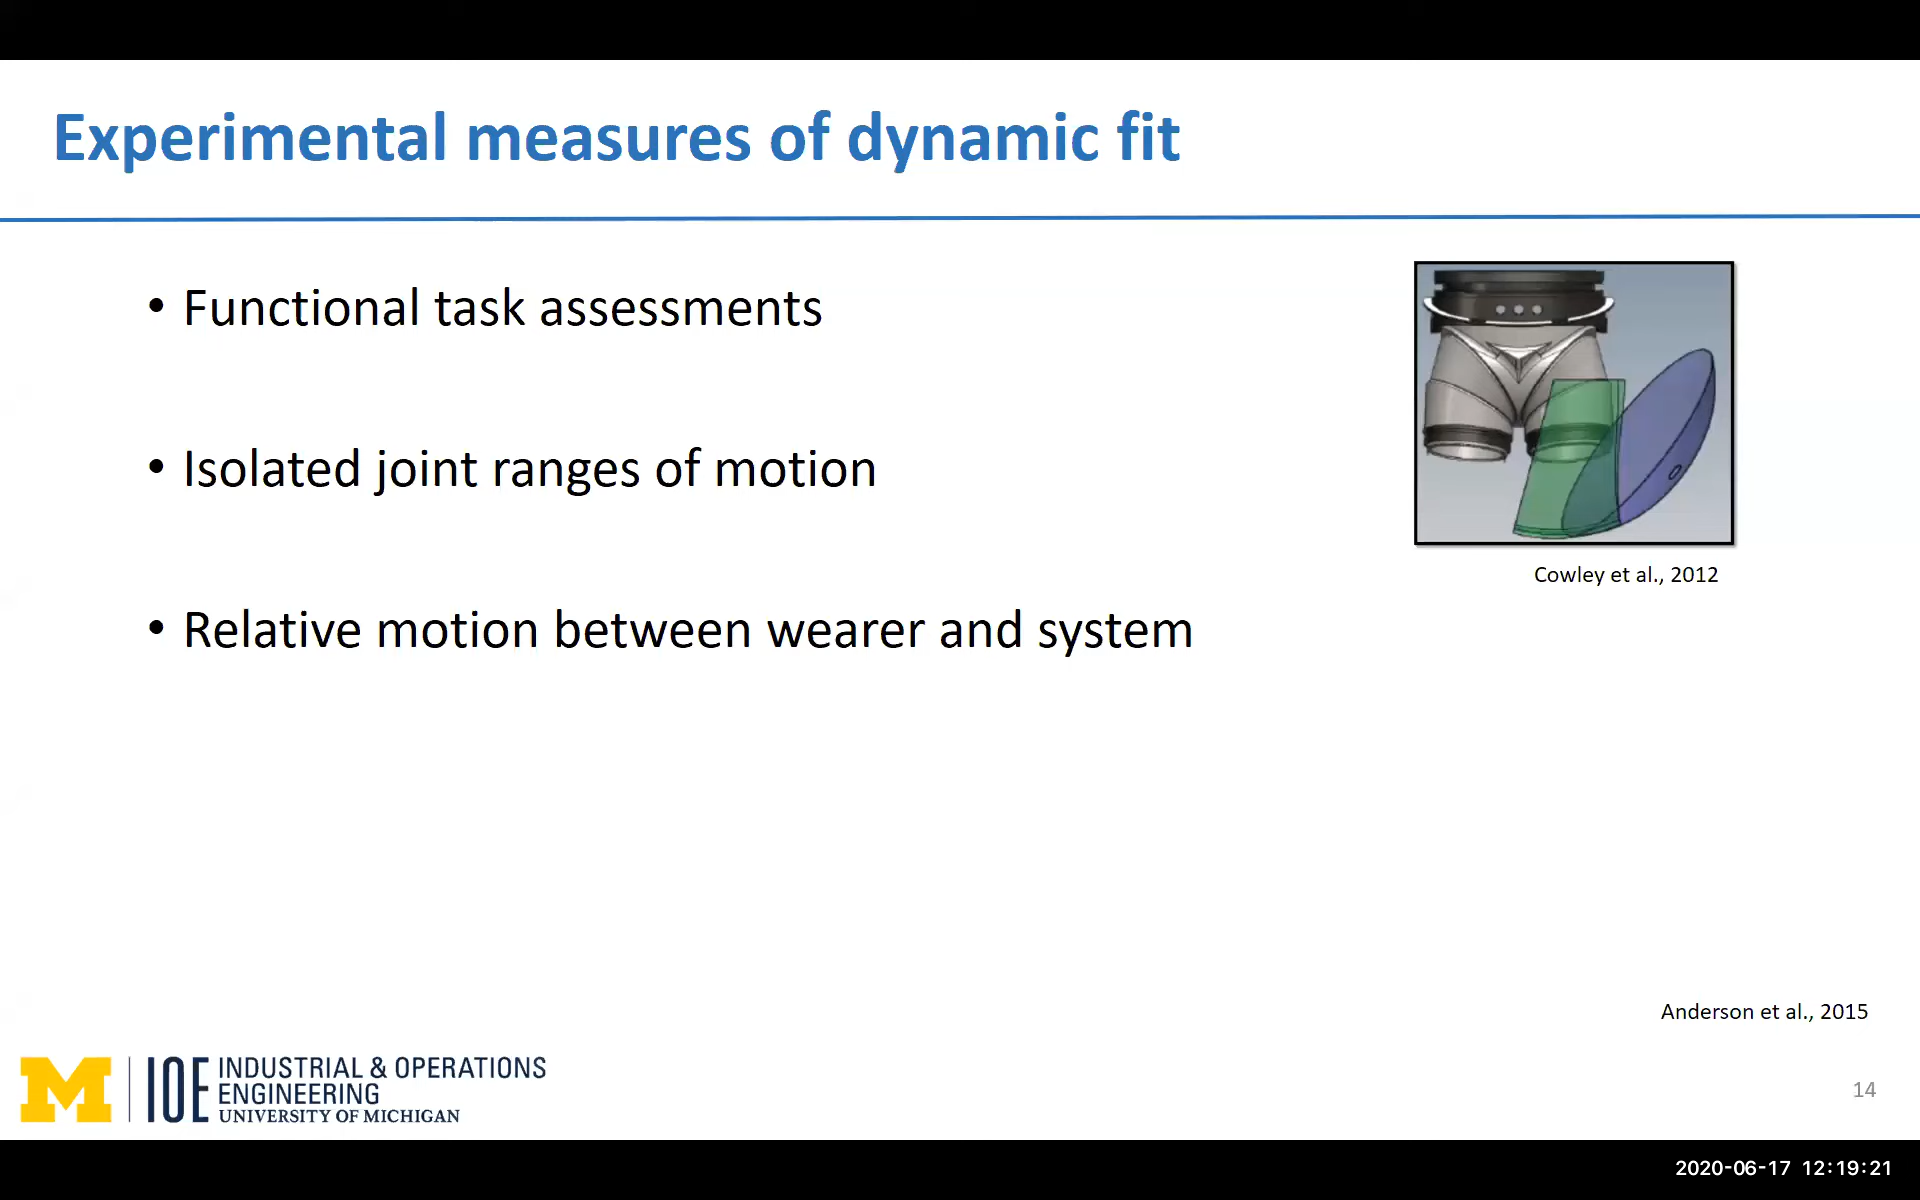 Experimental measures of dynamic fit
• Functional task assessments
• Isolated joint ranges of motion
• Relative motion between wearer and system
Cowley et al., 2012
Anderson et al., 2015
M IOE INDUSTRIAL & OPERATIONS
ENGINEERING
UNIVERSITY OF MICHIGAN
14
2020-06-17 12:19:21